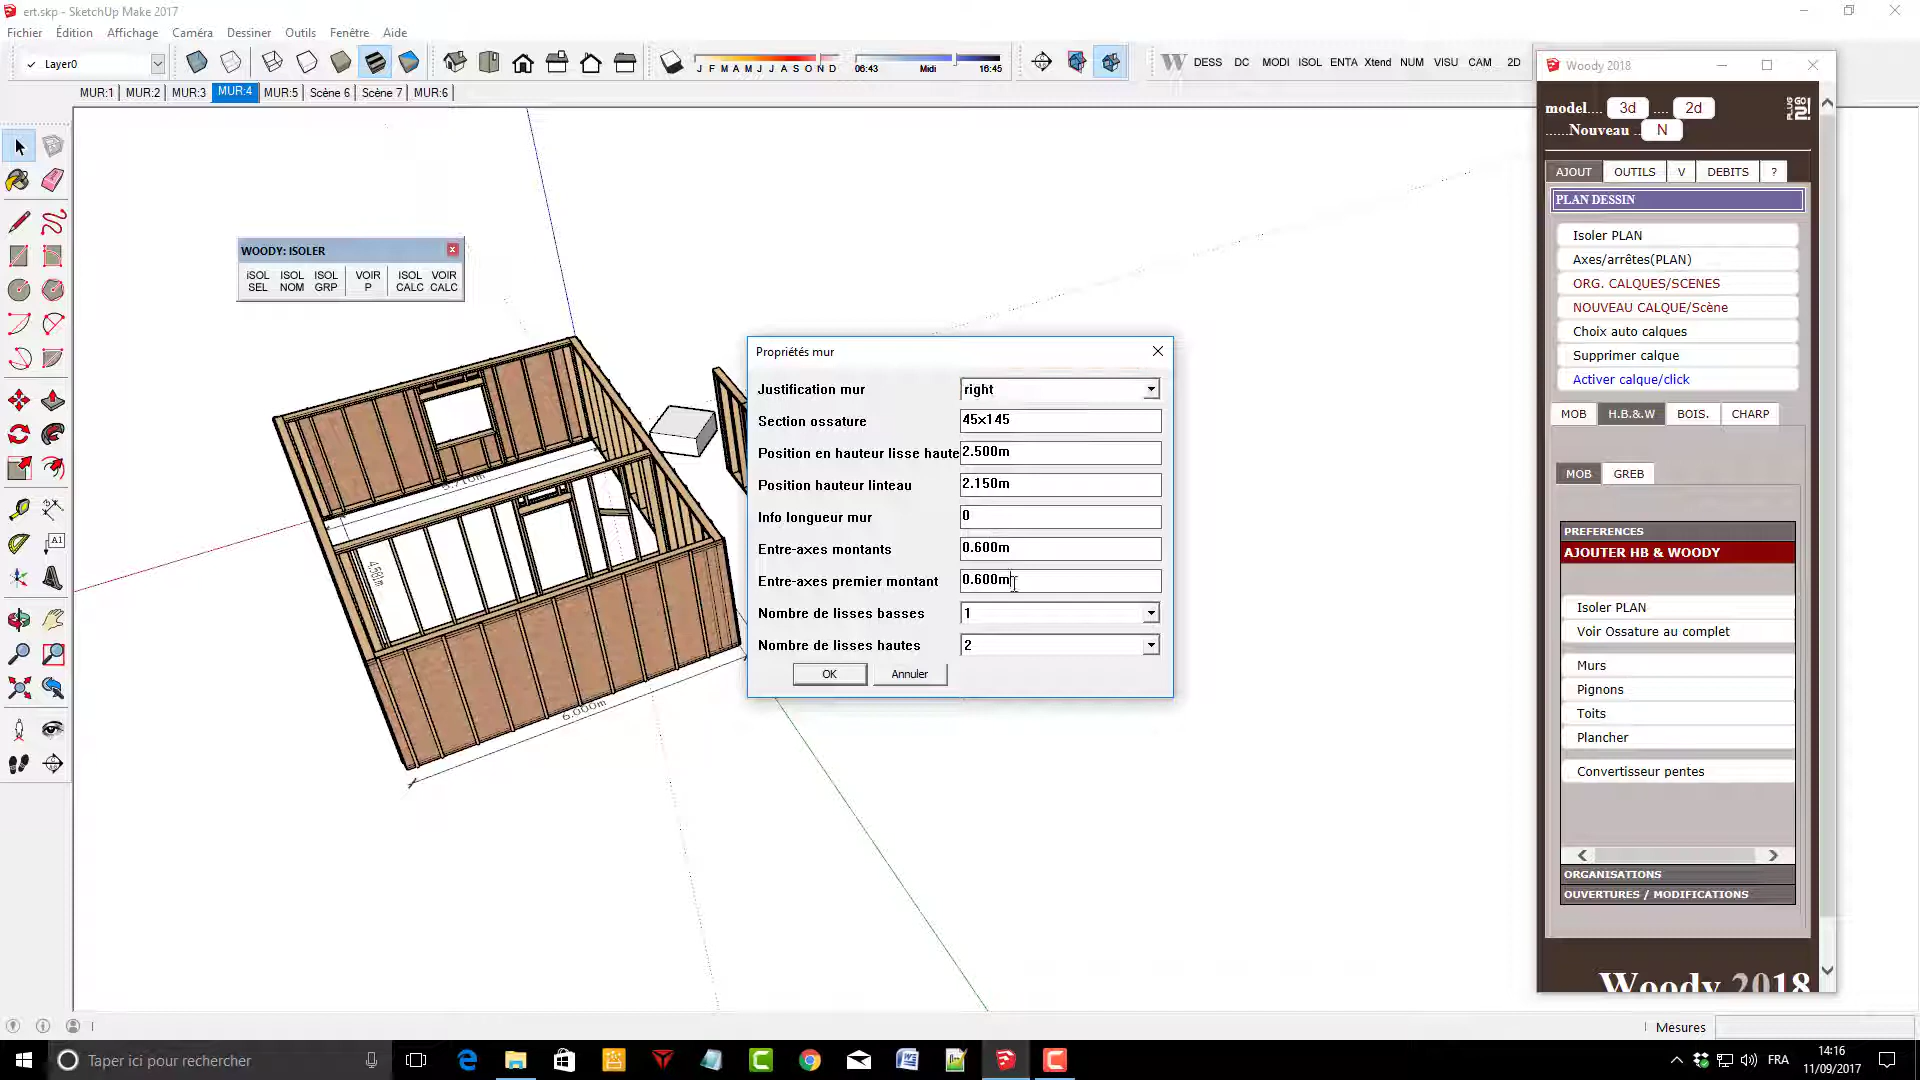 ert.skp - SketchUp Make 2017
Fichier Édition Affichage Caméra Dessiner Outils Fenêtre Aide
Layer0
J F M A M J J A S O N D
06:43 Midi 16:45
DESS DC MODI ISOL ENTA Xtend NUM VISU CAM 2D
MUR:1 MUR:2 MUR:3 MUR:4 MUR:5 Scène 6 Scène 7 MUR:6
WOODY: ISOLER
iSOL SEL
ISOL NOM
ISOL GRP
VOIR P
ISOL CALC
VOIR CALC
4.581m
6.000m
Propriétés mur
Justification mur right
Section ossature 45x145
Position en hauteur lisse haute 2.500m
Position hauteur linteau 2.150m
Info longueur mur 0
Entre-axes montants 0.600m
Entre-axes premier montant 0.600m
Nombre de lisses basses 1
Nombre de lisses hautes 2
OK Annuler
Woody 2018
model.... 3d .... 2d
......Nouveau .. N
AJOUT OUTILS V DEBITS ?
PLAN DESSIN
Isoler PLAN
Axes/arrêtes(PLAN)
ORG. CALQUES/SCENES
NOUVEAU CALQUE/Scène
Choix auto calques
Supprimer calque
Activer calque/click
MOB H.B.&.W BOIS. CHARP
MOB GREB
PREFERENCES
AJOUTER HB & WOODY
Isoler PLAN
Voir Ossature au complet
Murs
Pignons
Toits
Plancher
Convertisseur pentes
ORGANISATIONS
OUVERTURES / MODIFICATIONS
Woody 2018
Mesures
Taper ici pour rechercher
FRA
14:16
11/09/2017